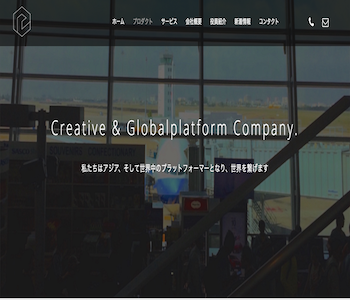 ホーム プロダクト サービス 会社概要 役員紹介 新着情報 コンタクト
Creative & Globalplatform Company.
私たちはアジア、そして世界中のプラットフォーマーとなり、世界を繋げます